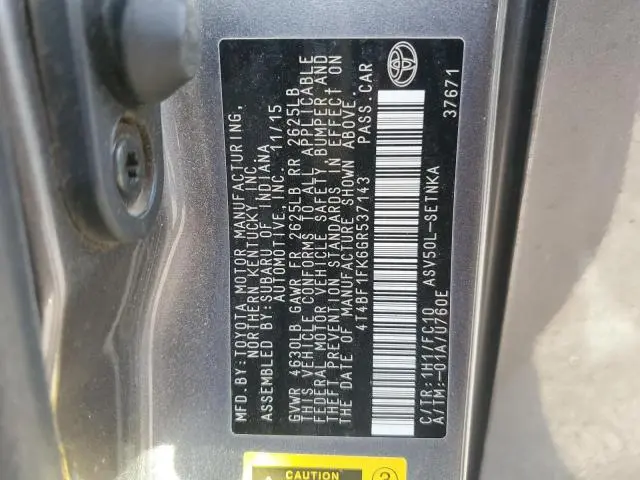 MFD. BY:TOYOTA MOTOR MANUFACTURING,
NORTHERN KENTUCKY, INC.
ASSEMBLED BY:SUBARU OF INDIANA
AUTOMOTIVE, INC. 11/15
GVWR 4630LB GAWR FR 2625LB RR 2625LB
THIS VEHICLE CONFORMS TO ALL APPLICABLE
FEDERAL MOTOR VEHICLE SAFETY, BUMPER AND
THEFT PREVENTION STANDARDS IN EFFECT ON
THE DATE OF MANUFACTURE SHOWN ABOVE.
4T4BF1FK6GR537143 PASS.CAR
C/TR:1H1/FC10 ASV50L-SETNKA
A/TM:-01A/U760E 37671
TOYOTA
CAUTION